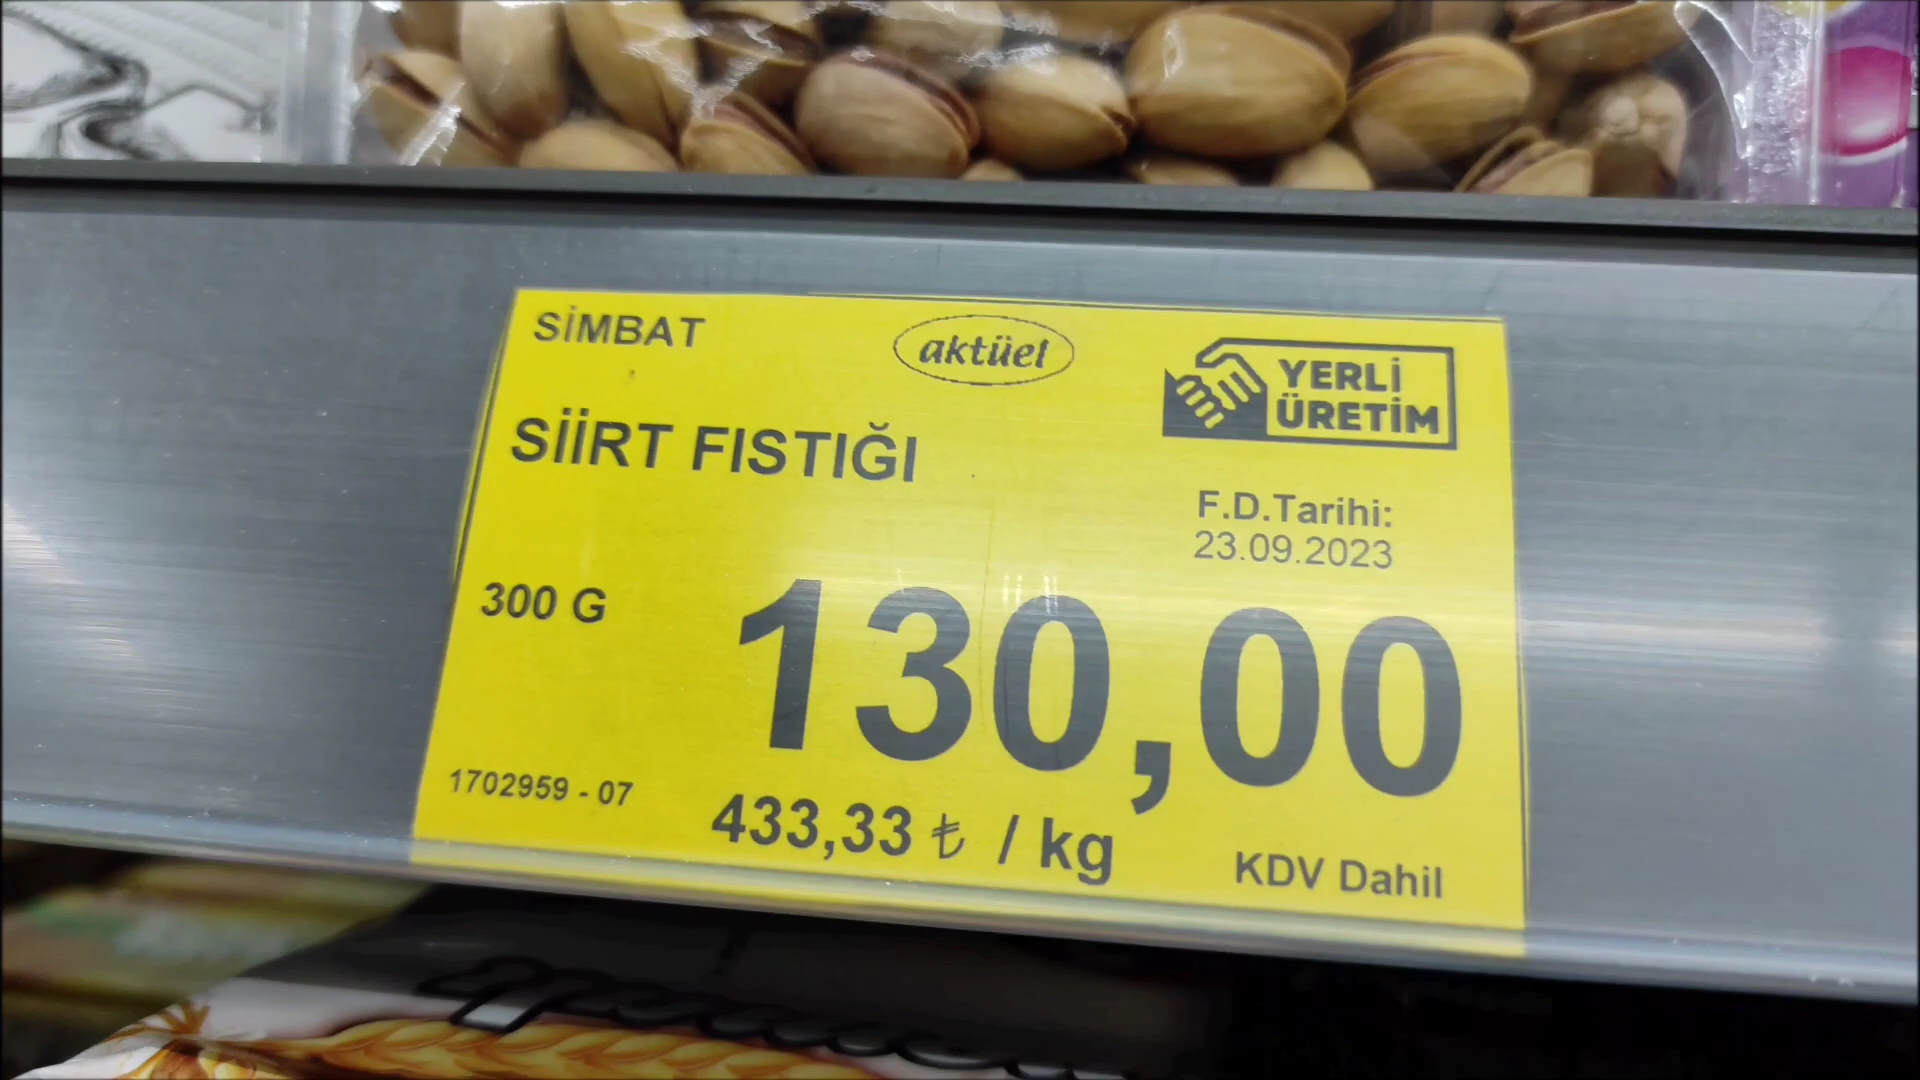 SİMBAT
aktüel
YERLİ
ÜRETİM
SİİRT FISTIĞI
F.D.Tarihi:
23.09.2023
300 G
130,00
1702959 - 07
433,33 ₺ / kg
KDV Dahil